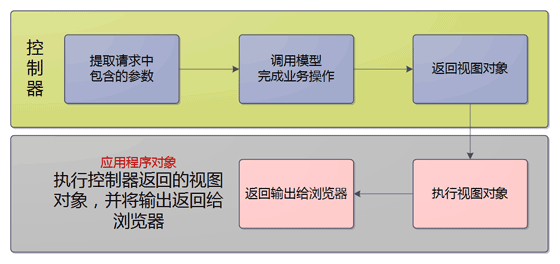 控
制
器
提取请求中
包含的参数
调用模型
完成业务操作
返回视图对象
应用程序对象
执行控制器返回的视图
对象，并将输出返回给
浏览器
返回输出给浏览器
执行视图对象